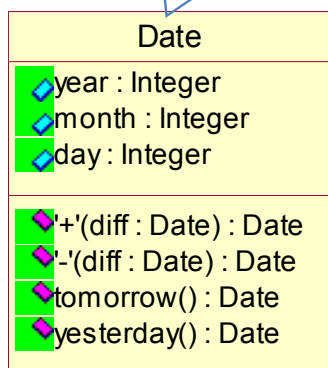 Date
year : Integer
month : Integer
day : Integer
'+'(diff : Date) : Date
'-'(diff : Date) : Date
tomorrow() : Date
yesterday() : Date